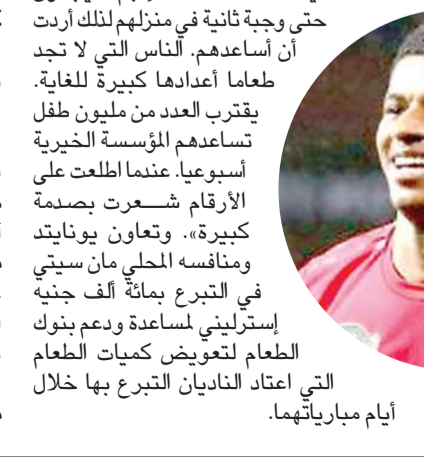 حتى وجبة ثانية في منزلهم لذلك أردت
أن أساعدهم. الناس التي لا تجد
طعاما أعدادها كبيرة للغاية.
يقترب العدد من مليون طفل
تساعدهم المؤسسة الخيرية
أسبوعيا. عندما اطلعت على
الأرقام شــــعرت بصدمة
كبيرة». وتعاون يونايتد
ومنافسه المحلي مان سيتي
في التبرع بمائة ألف جنيه
إسترليني لمساعدة ودعم بنوك
الطعام لتعويض كميات الطعام
التي اعتاد الناديان التبرع بها خلال
أيام مبارياتهما.